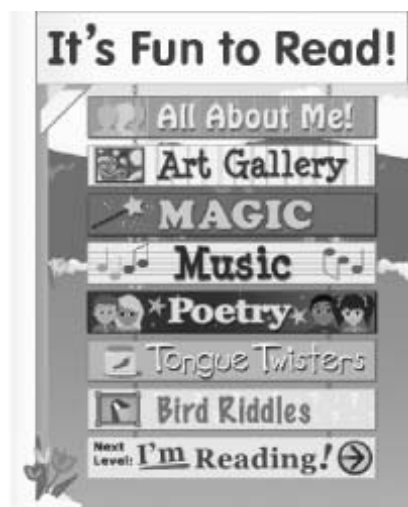 It's Fun to Read!
All About Me!
Art Gallery
MAGIC
Music
Poetry
Tongue Twisters
Bird Riddles
Next
Level: I'm Reading!